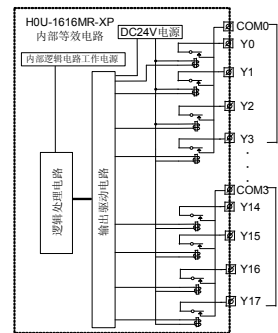 H0U-1616MR-XP
内部等效电路
DC24V电源
内部逻辑电路工作电源
逻辑处理电路
输出驱动电路
COM0
Y0
Y1
Y2
Y3
COM3
Y14
Y15
Y16
Y17